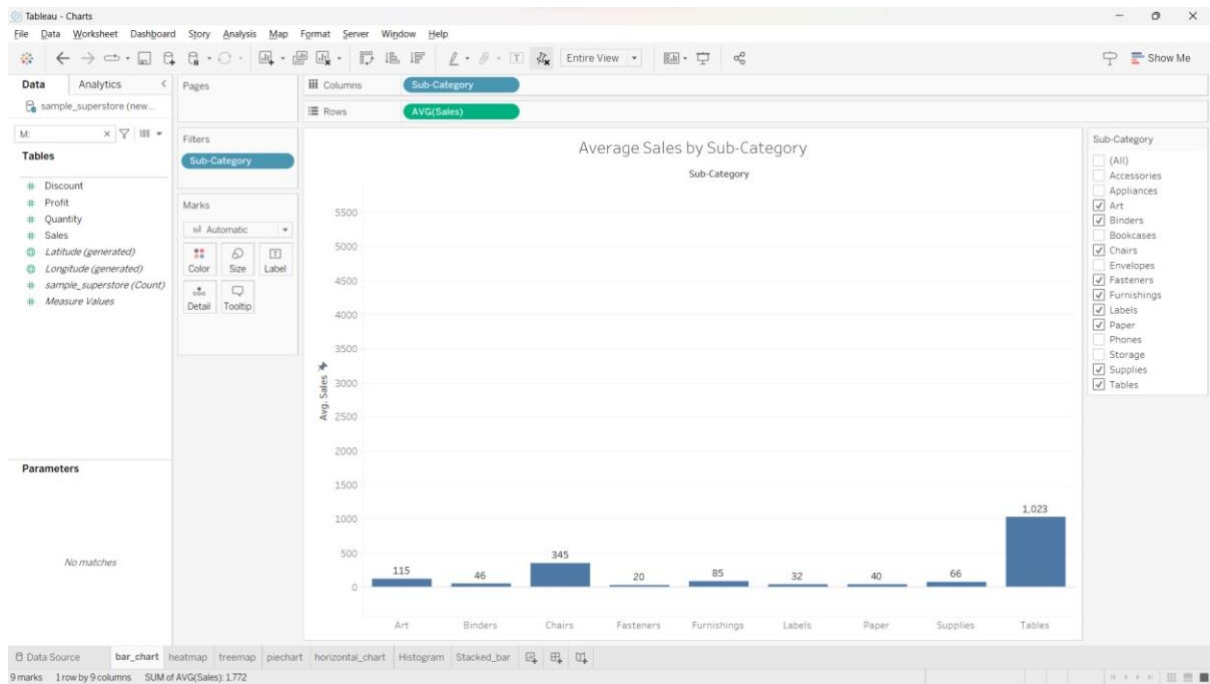 Tableau - Charts
File Data Worksheet Dashboard Story Analysis Map Format Server Window Help
Entire View
Show Me
Data Analytics
sample_superstore (new...
M:
Tables
# Discount
# Profit
# Quantity
# Sales
Latitude (generated)
Longitude (generated)
# sample_superstore (Count)
# Measure Values
Parameters
No matches
Pages
Filters
Sub-Category
Marks
Automatic
Color Size Label
Detail Tooltip
Columns Sub-Category
Rows AVG(Sales)
Average Sales by Sub-Category
Sub-Category
Avg. Sales
5500
5000
4500
4000
3500
3000
2500
2000
1500
1000
500
0
115 46 345 20 85 32 40 66 1,023
Art Binders Chairs Fasteners Furnishings Labels Paper Supplies Tables
Sub-Category
(All)
Accessories
Appliances
Art
Binders
Bookcases
Chairs
Envelopes
Fasteners
Furnishings
Labels
Paper
Phones
Storage
Supplies
Tables
Data Source bar_chart heatmap treemap piechart horizontal_chart Histogram Stacked_bar
9 marks 1 row by 9 columns SUM of AVG(Sales): 1,772